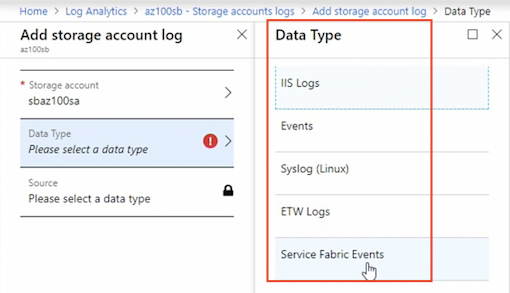 Home > Log Analytics > az100sb - Storage accounts logs > Add storage account log > Data Type
Add storage account log
az100sb
* Storage account
sbaz100sa
Data Type
Please select a data type
Source
Please select a data type
Data Type
IIS Logs
Events
Syslog (Linux)
ETW Logs
Service Fabric Events